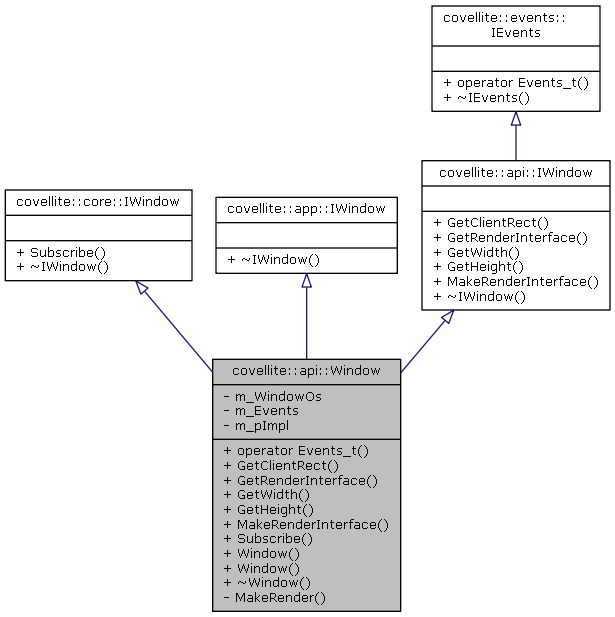 covellite::events::
IEvents
+ operator Events_t()
+ ~IEvents()
covellite::core::IWindow
+ Subscribe()
+ ~IWindow()
covellite::app::IWindow
+ ~IWindow()
covellite::api::IWindow
+ GetClientRect()
+ GetRenderInterface()
+ GetWidth()
+ GetHeight()
+ MakeRenderInterface()
+ ~IWindow()
covellite::api::Window
- m_WindowOs
- m_Events
- m_pImpl
+ operator Events_t()
+ GetClientRect()
+ GetRenderInterface()
+ GetWidth()
+ GetHeight()
+ MakeRenderInterface()
+ Subscribe()
+ Window()
+ Window()
+ ~Window()
- MakeRender()